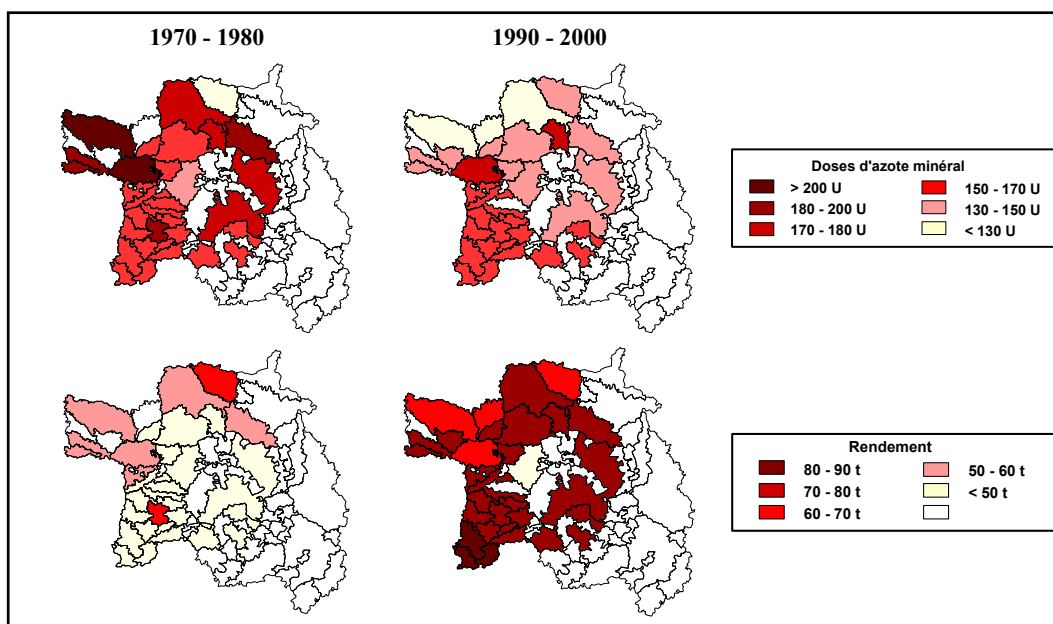 1970 - 1980
1990 - 2000
Doses d'azote minéral
> 200 U
150 - 170 U
180 - 200 U
130 - 150 U
170 - 180 U
< 130 U
Rendement
80 - 90 t
50 - 60 t
70 - 80 t
< 50 t
60 - 70 t